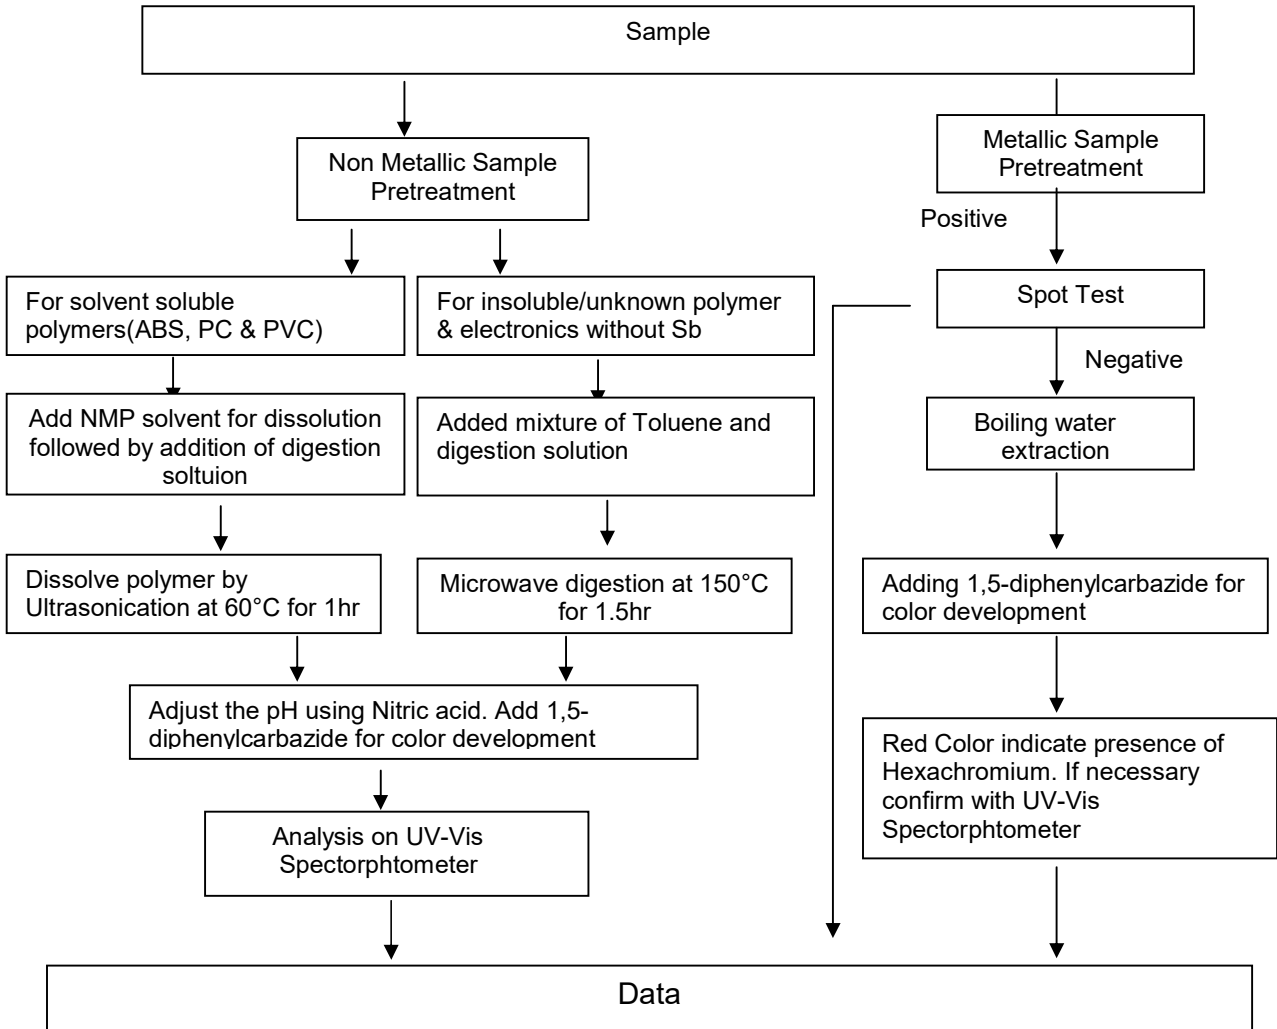 Sample
Non Metallic Sample
Pretreatment
Metallic Sample
Pretreatment
Positive
For solvent soluble
polymers(ABS, PC & PVC)
For insoluble/unknown polymer
& electronics without Sb
Spot Test
Negative
Add NMP solvent for dissolution
followed by addition of digestion
soltuion
Added mixture of Toluene and
digestion solution
Boiling water
extraction
Dissolve polymer by
Ultrasonication at 60°C for 1hr
Microwave digestion at 150°C
for 1.5hr
Adding 1,5-diphenylcarbazide for
color development
Adjust the pH using Nitric acid. Add 1,5-
diphenylcarbazide for color development
Red Color indicate presence of
Hexachromium. If necessary
confirm with UV-Vis
Spectorphtometer
Analysis on UV-Vis
Spectorphtometer
Data